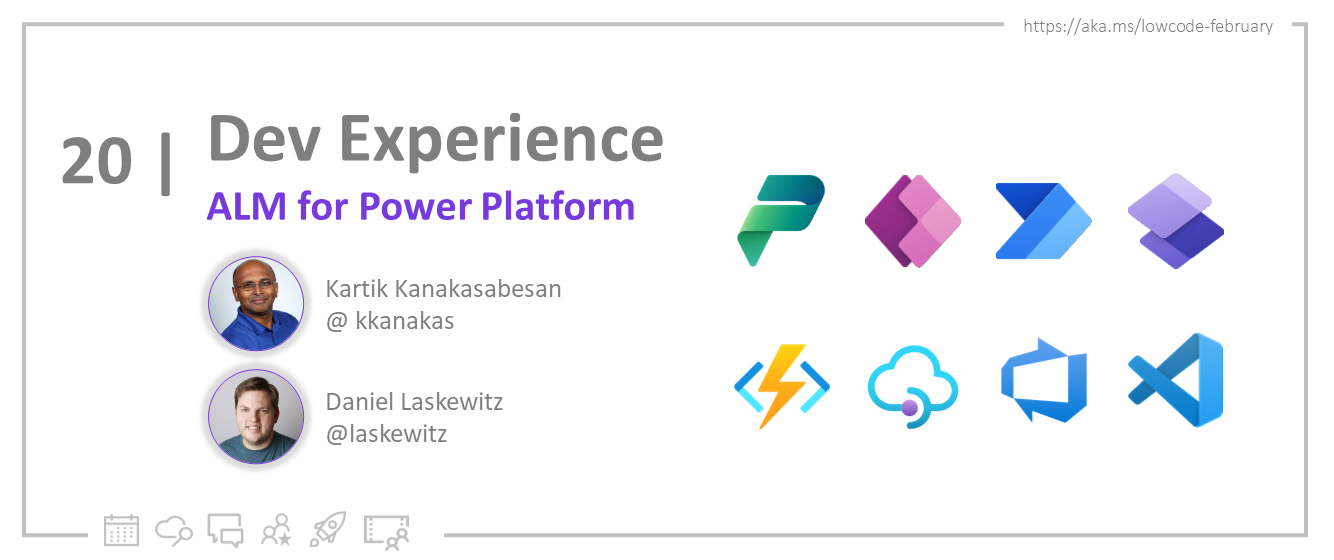 https://aka.ms/lowcode-february
20 |
Dev Experience
ALM for Power Platform
Kartik Kanakasabesan
@ kkanakas
Daniel Laskewitz
@laskewitz